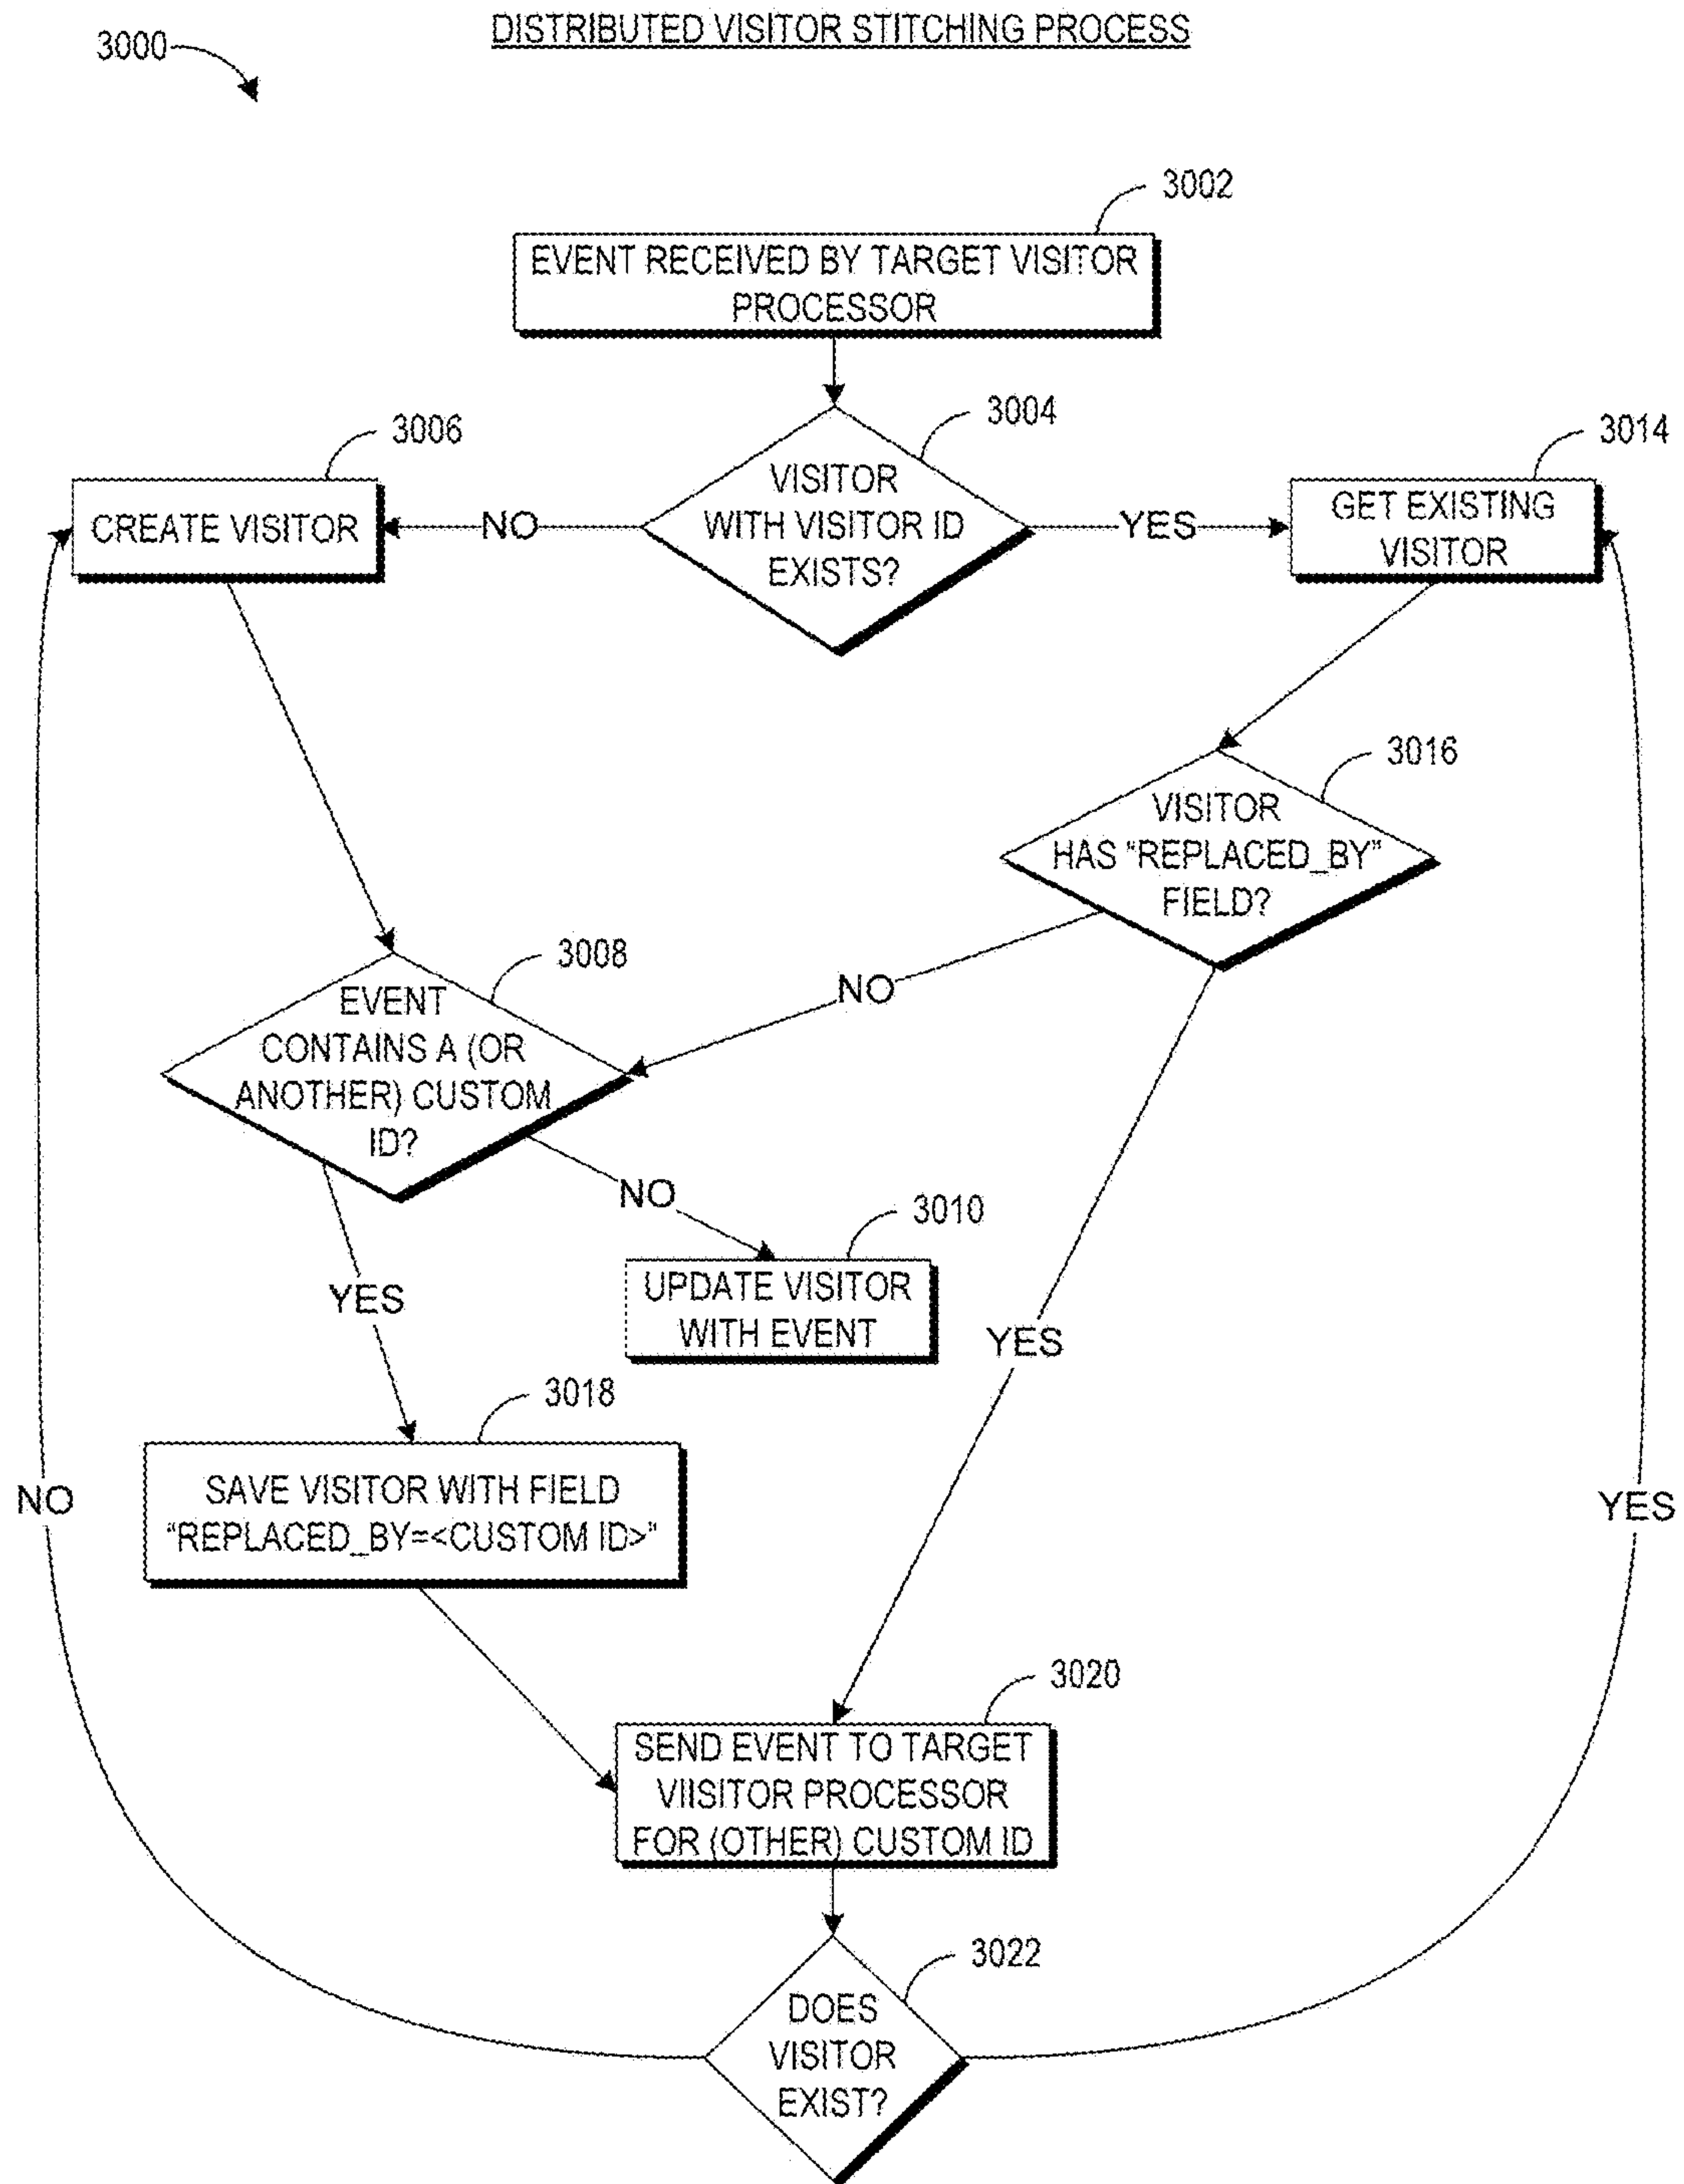 DISTRIBUTED VISITOR STITCHING PROCESS
3000
3002
EVENT RECEIVED BY TARGET VISITOR
PROCESSOR
3004
VISITOR
WITH VISITOR ID
EXISTS?
3006
CREATE VISITOR
NO
YES
3014
GET EXISTING
VISITOR
3016
VISITOR
HAS "REPLACED_BY"
FIELD?
NO
3008
EVENT
CONTAINS A (OR
ANOTHER) CUSTOM
ID?
NO
3010
UPDATE VISITOR
WITH EVENT
YES
YES
3018
SAVE VISITOR WITH FIELD
"REPLACED_BY=<CUSTOM ID>"
NO
YES
3020
SEND EVENT TO TARGET
VIISITOR PROCESSOR
FOR (OTHER) CUSTOM ID
3022
DOES
VISITOR
EXIST?